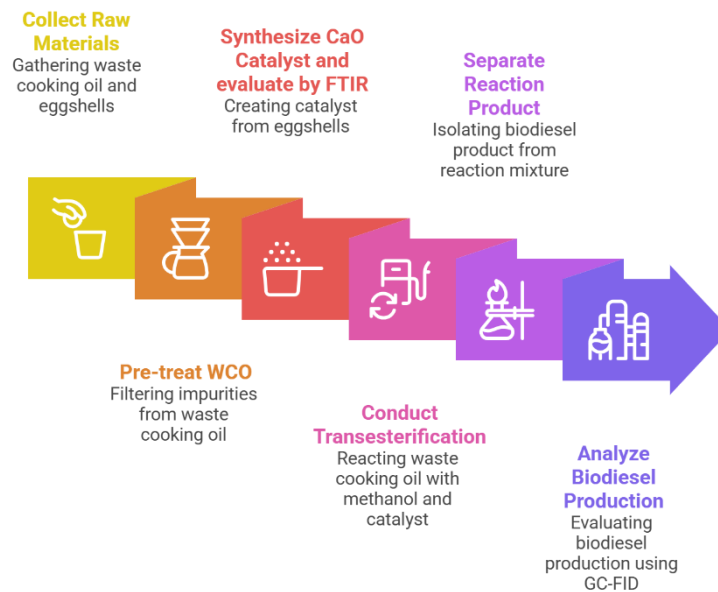 Collect Raw
Materials
Gathering waste
cooking oil and
eggshells
Pre-treat WCO
Filtering impurities
from waste
cooking oil
Synthesize CaO
Catalyst and
evaluate by FTIR
Creating catalyst
from eggshells
Conduct
Transesterification
Reacting waste
cooking oil with
methanol and
catalyst
Separate
Reaction
Product
Isolating biodiesel
product from
reaction mixture
Analyze
Biodiesel
Production
Evaluating
biodiesel
production using
GC-FID